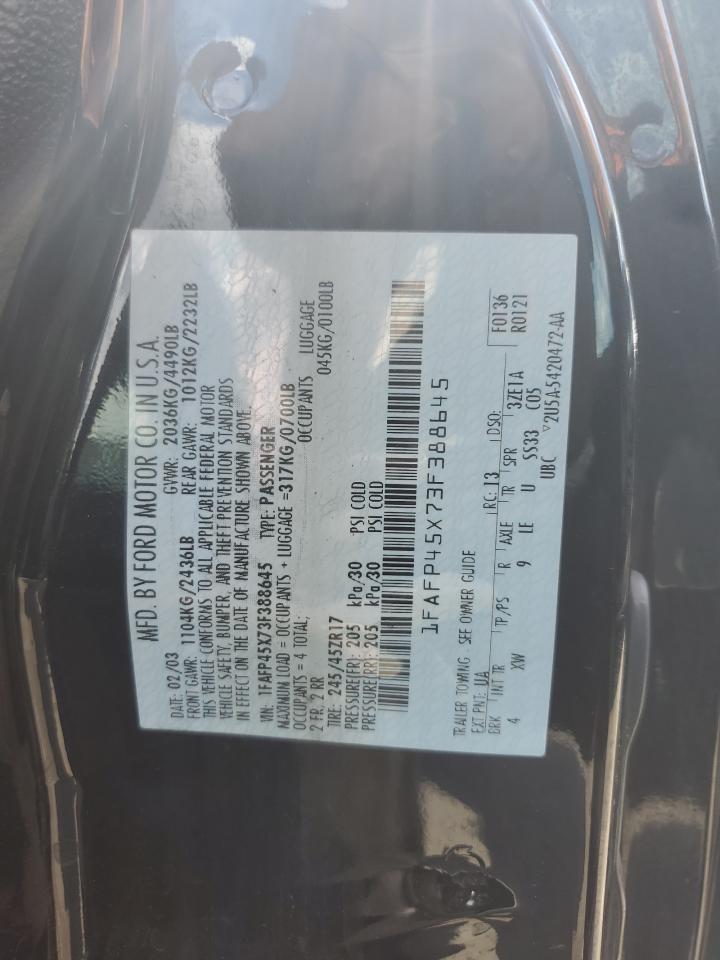 MFD. BY FORD MOTOR CO. IN U.S.A.
DATE: 02/03 GVWR: 2036KG/4490LB
FRONT GAWR: 1104KG/2436LB REAR GAWR: 1012KG/2232LB
THIS VEHICLE CONFORMS TO ALL APPLICABLE FEDERAL MOTOR
VEHICLE SAFETY, BUMPER, AND THEFT PREVENTION STANDARDS
IN EFFECT ON THE DATE OF MANUFACTURE SHOWN ABOVE.
VIN: 1FAFP45X73F388645 TYPE: PASSENGER
MAXIMUM LOAD = OCCUPANTS + LUGGAGE =317KG/0700LB
OCCUPANTS = 4 TOTAL; OCCUPANTS LUGGAGE
2 FR, 2 RR 045KG/0100LB
TIRE: 245/45ZR17
PRESSURE(FR): 205 kPa/30 PSI COLD
PRESSURE(RR): 205 kPa/30 PSI COLD
1FAFP45X73F388645
TRAILER TOWING - SEE OWNER GUIDE
EXT PNT: UA RC: 13 DSO: F0136
R0121
BRK INT TR TP/PS R AXLE TR SPR 3ZE1A
4 XW 9 LE U SS33 C05
UBC ▽2U5A-5420472-AA